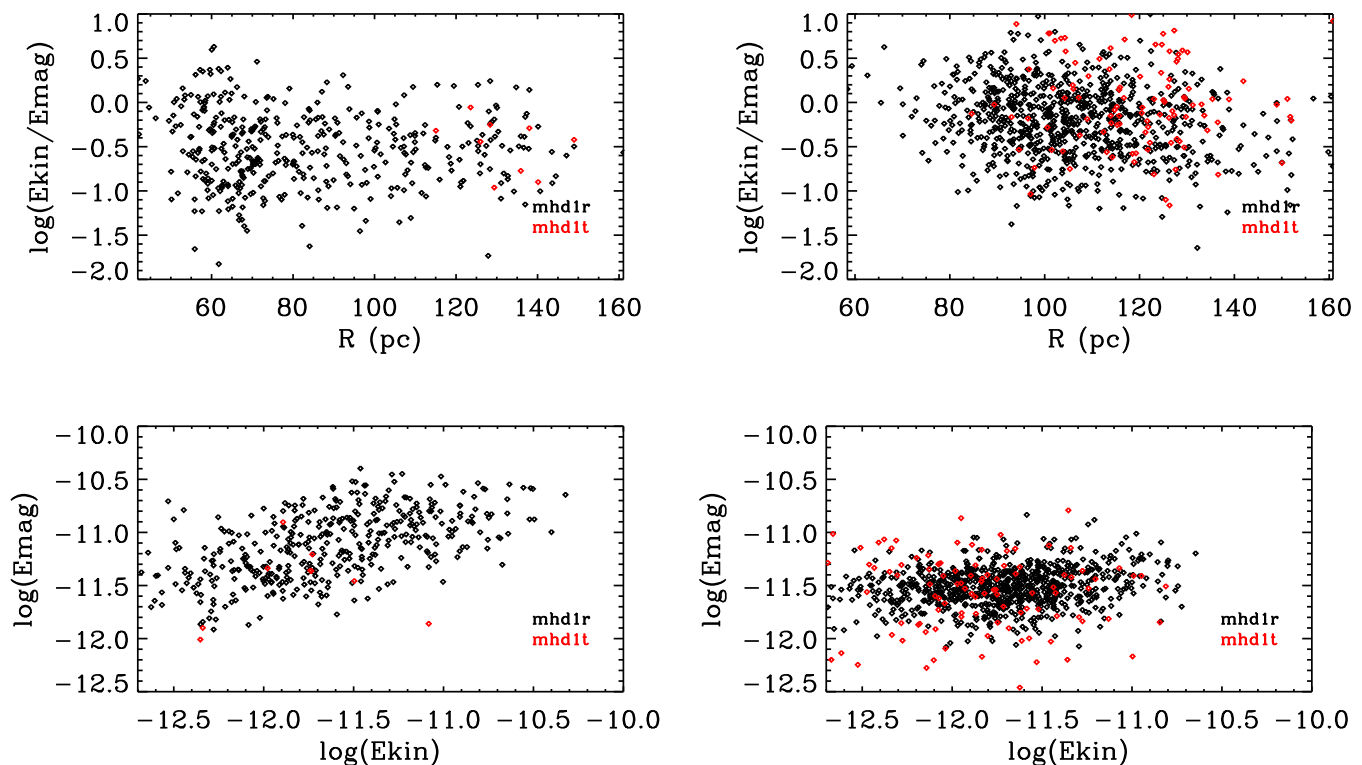 1.0
0.5
0.0
−0.5
−1.0
−1.5
−2.0
log(Ekin/Emag)
mhd1r
mhd1t
60 80 100 120 140 160
R (pc)
1.0
0.5
0.0
−0.5
−1.0
−1.5
−2.0
log(Ekin/Emag)
mhd1r
mhd1t
60 80 100 120 140 160
R (pc)
−10.0
−10.5
−11.0
−11.5
−12.0
−12.5
log(Emag)
mhd1r
mhd1t
−12.5 −12.0 −11.5 −11.0 −10.5 −10.0
log(Ekin)
−10.0
−10.5
−11.0
−11.5
−12.0
−12.5
log(Emag)
mhd1r
mhd1t
−12.5 −12.0 −11.5 −11.0 −10.5 −10.0
log(Ekin)